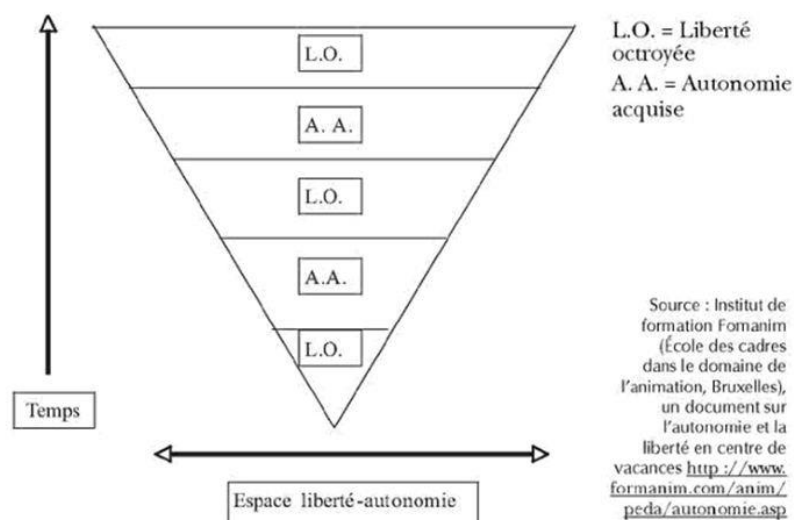 L.O.
A. A.
L.O.
A.A.
L.O.
Temps
Espace liberté-autonomie
L.O. = Liberté
octroyée
A. A. = Autonomie
acquise
Source : Institut de
formation Fomanim
(École des cadres
dans le domaine de
l'animation, Bruxelles),
un document sur
l'autonomie et la
liberté en centre de
vacances http ://www.
formanim.com/anim/
peda/autonomie.asp